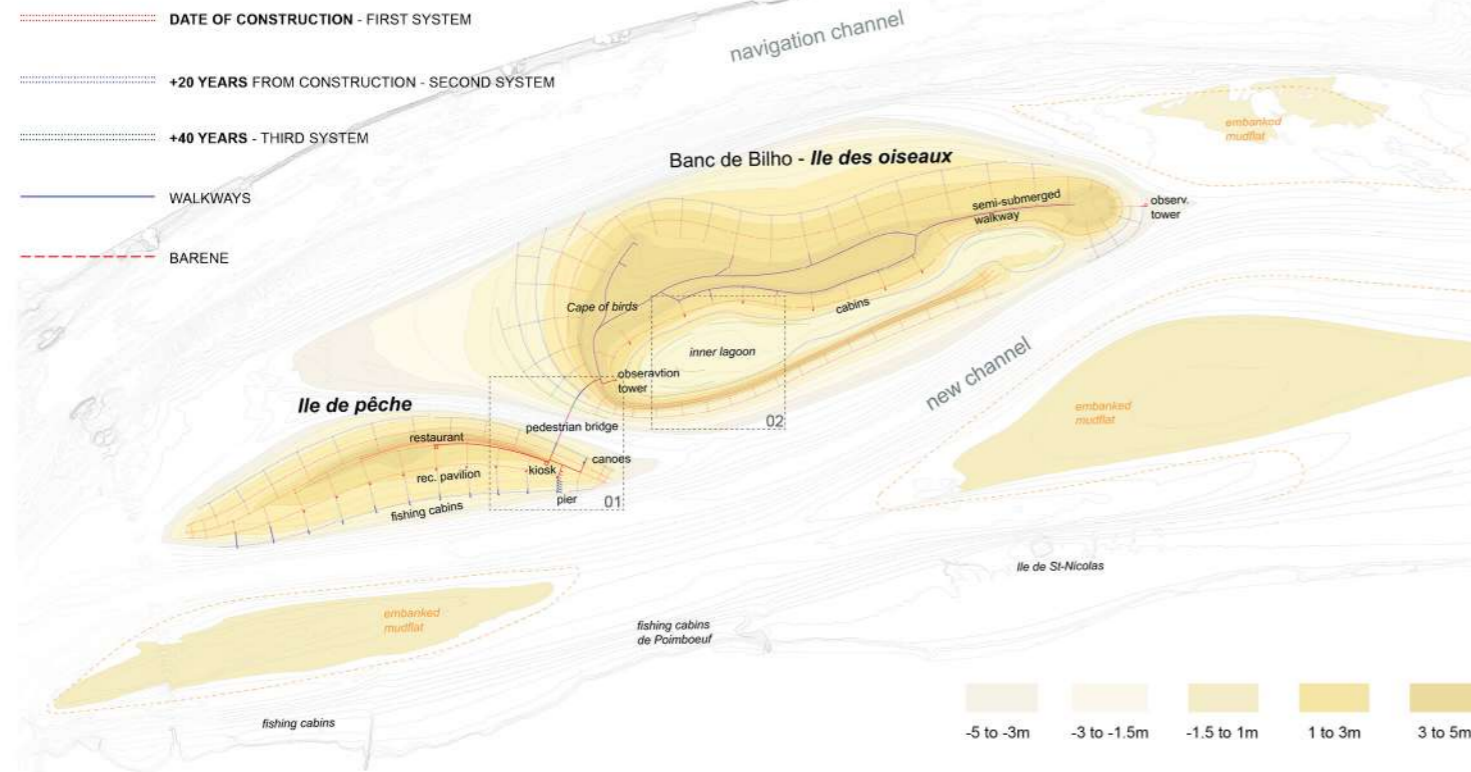 DATE OF CONSTRUCTION - FIRST SYSTEM
+20 YEARS FROM CONSTRUCTION - SECOND SYSTEM
+40 YEARS - THIRD SYSTEM
WALKWAYS
BARENE
navigation channel
embanked
mudflat
Banc de Bilho - Ile des oiseaux
semi-submerged
walkway
observ.
tower
Cape of birds
cabins
inner lagoon
obseravtion
tower
new channel
02
Ile de pêche
pedestrian bridge
restaurant
rec. pavilion
kiosk
canoes
pier
01
fishing cabins
embanked
mudflat
Ile de St-Nicolas
embanked
mudflat
fishing cabins
de Poimboeuf
fishing cabins
-5 to -3m
-3 to -1.5m
-1.5 to 1m
1 to 3m
3 to 5m